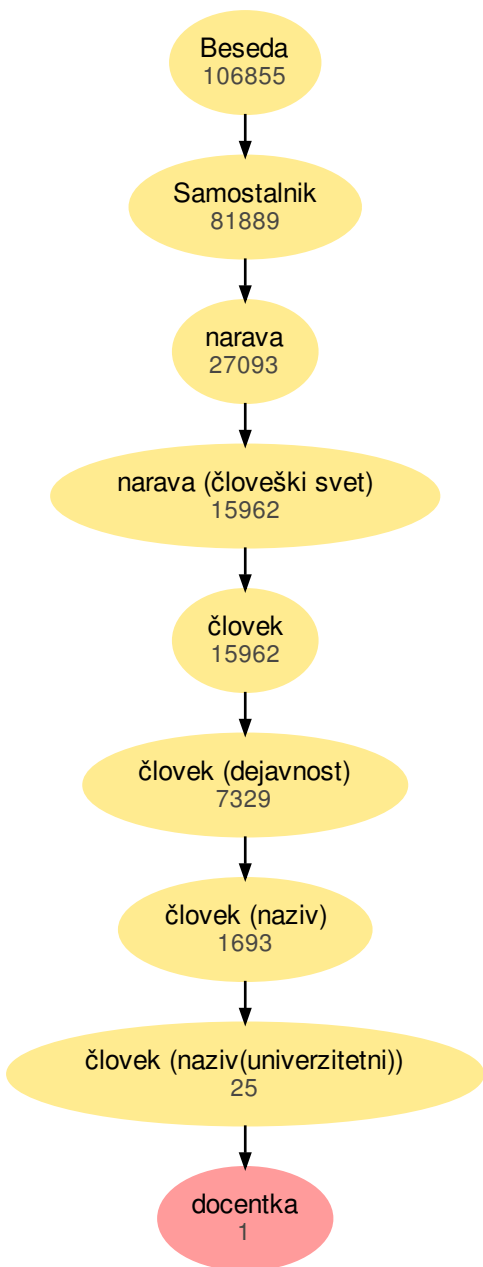 Beseda
106855
Samostalnik
81889
narava
27093
narava (človeški svet)
15962
človek
15962
človek (dejavnost)
7329
človek (naziv)
1693
človek (naziv(univerzitetni))
25
docentka
1